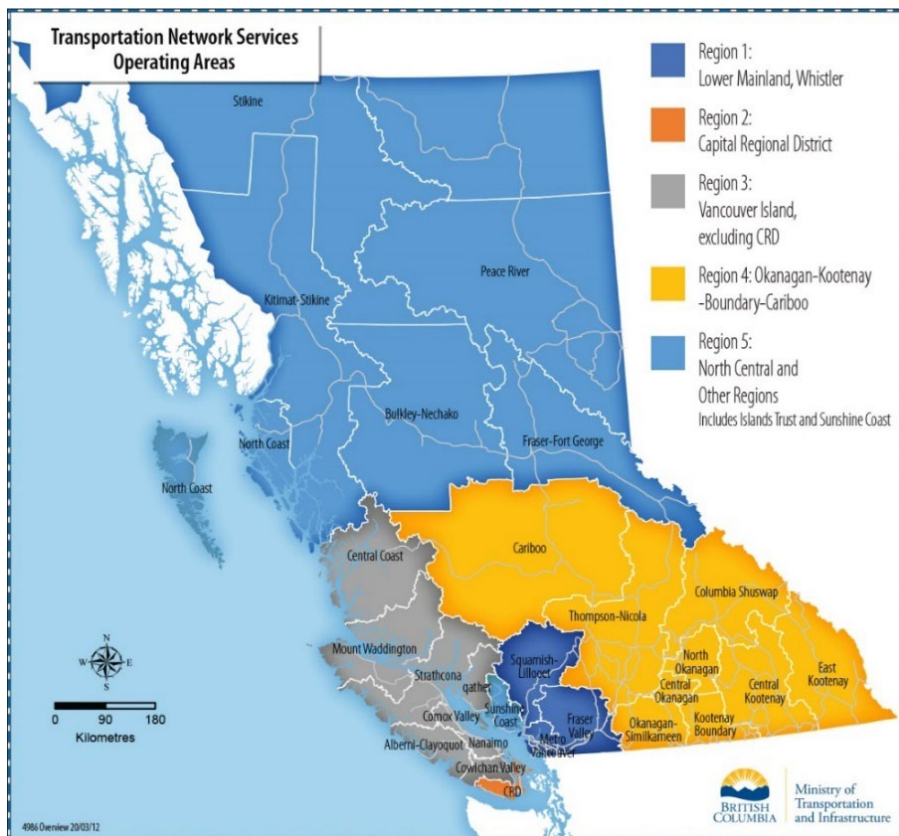 Transportation Network Services
Operating Areas
Region 1:
Lower Mainland, Whistler
Region 2:
Capital Regional District
Region 3:
Vancouver Island,
excluding CRD
Region 4: Okanagan-Kootenay
-Boundary-Cariboo
Region 5:
North Central and
Other Regions
Includes Islands Trust and Sunshine Coast
Stikine
Peace River
Kitimat-Stikine
Bulkley-Nechako
North Coast
Fraser-Fort George
North Coast
Central Coast
Cariboo
Columbia Shuswap
Thompson-Nicola
Mount Waddington
Squamish-
Lillooet
North
Okanagan
East
Kootenay
Strathcona
qathet
Central
Okanagan
Central
Kootenay
Sunshine
Coast
Comox Valley
Fraser
Valley
Okanagan-
Similkameen
Kootenay
Boundary
Alberni-Clayoquot
Nanaimo
Metro
Vancouver
Cowichan Valley
CRD
N
W
E
S
0 90 180
Kilometres
4986 Overview 20/03/12
BRITISH
COLUMBIA
Ministry of
Transportation
and Infrastructure